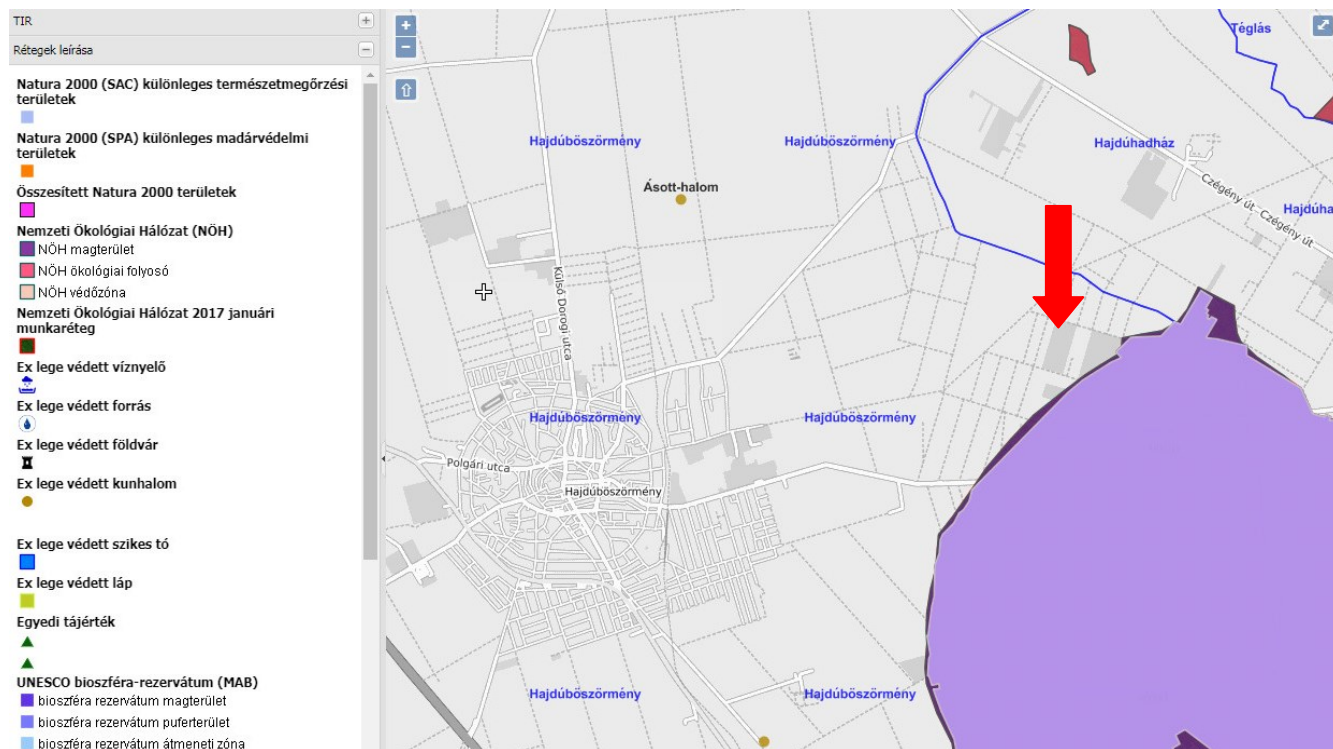 TIR
Rétegek leírása
Natura 2000 (SAC) különleges természetmegőrzési
területek
Natura 2000 (SPA) különleges madárvédelmi
területek
Összesített Natura 2000 területek
Nemzeti Ökológiai Hálózat (NÖH)
NÖH magterület
NÖH ökológiai folyosó
NÖH védőzóna
Nemzeti Ökológiai Hálózat 2017 januári
munkaréteg
Ex lege védett víznyelő
Ex lege védett forrás
Ex lege védett földvár
Ex lege védett kunhalom
Ex lege védett szikes tó
Ex lege védett láp
Egyedi tájérték
UNESCO bioszféra-rezervátum (MAB)
bioszféra rezervátum magterület
bioszféra rezervátum pufferterület
bioszféra rezervátum átmeneti zóna
Téglás
Hajdúböszörmény
Hajdúböszörmény
Hajdúhadház
Ásott-halom
Czégény út - Czégény út
Hajdúha
Külső Dorogi utca
Hajdúböszörmény
Hajdúböszörmény
Polgári utca
Hajdúböszörmény
Hajdúböszörmény
Hajdúböszörmény